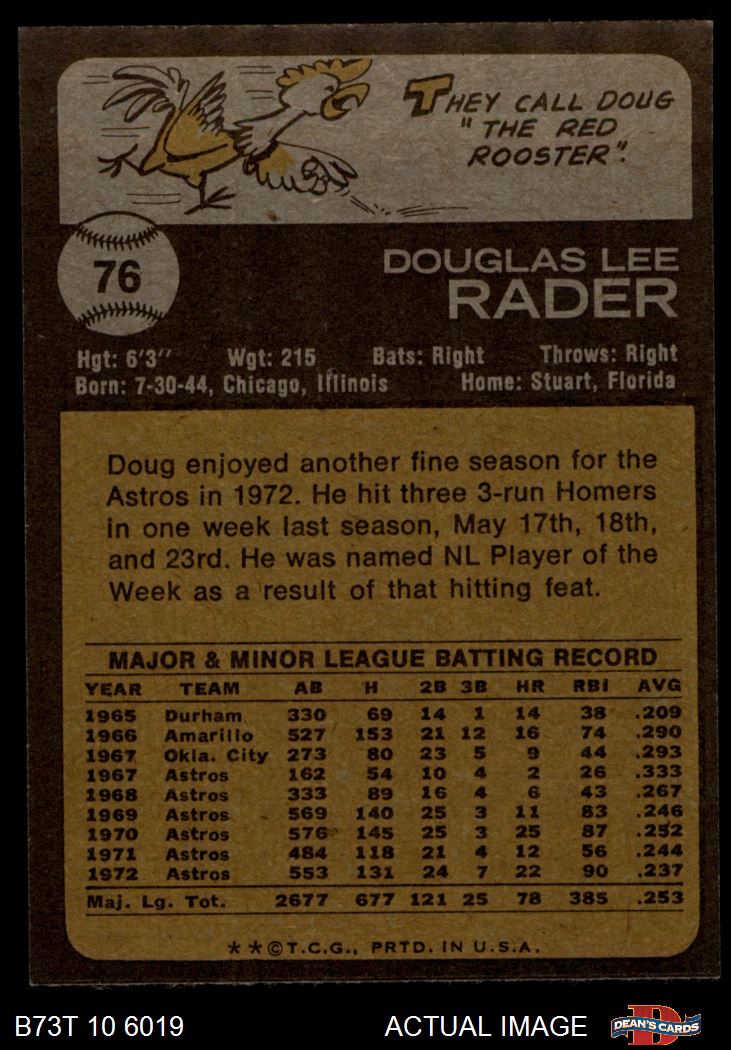 THEY CALL DOUG
"THE RED
ROOSTER".
76
DOUGLAS LEE
RADER
Hgt: 6'3" Wgt: 215 Bats: Right Throws: Right
Born: 7-30-44, Chicago, Illinois Home: Stuart, Florida
Doug enjoyed another fine season for the
Astros in 1972. He hit three 3-run Homers
in one week last season, May 17th, 18th,
and 23rd. He was named NL Player of the
Week as a result of that hitting feat.
MAJOR & MINOR LEAGUE BATTING RECORD
YEAR TEAM AB H 2B 3B HR RBI AVG
1965 Durham 330 69 14 1 14 38 .209
1966 Amarillo 527 153 21 12 16 74 .290
1967 Okla. City 273 80 23 5 9 44 .293
1967 Astros 162 54 10 4 2 26 .333
1968 Astros 333 89 16 4 6 43 .267
1969 Astros 569 140 25 3 11 83 .246
1970 Astros 576 145 25 3 25 87 .252
1971 Astros 484 118 21 4 12 56 .244
1972 Astros 553 131 24 7 22 90 .237
Maj. Lg. Tot. 2677 677 121 25 78 385 .253
**©T.C.G., PRTD. IN U.S.A.
B73T 10 6019 ACTUAL IMAGE DEAN'S CARDS